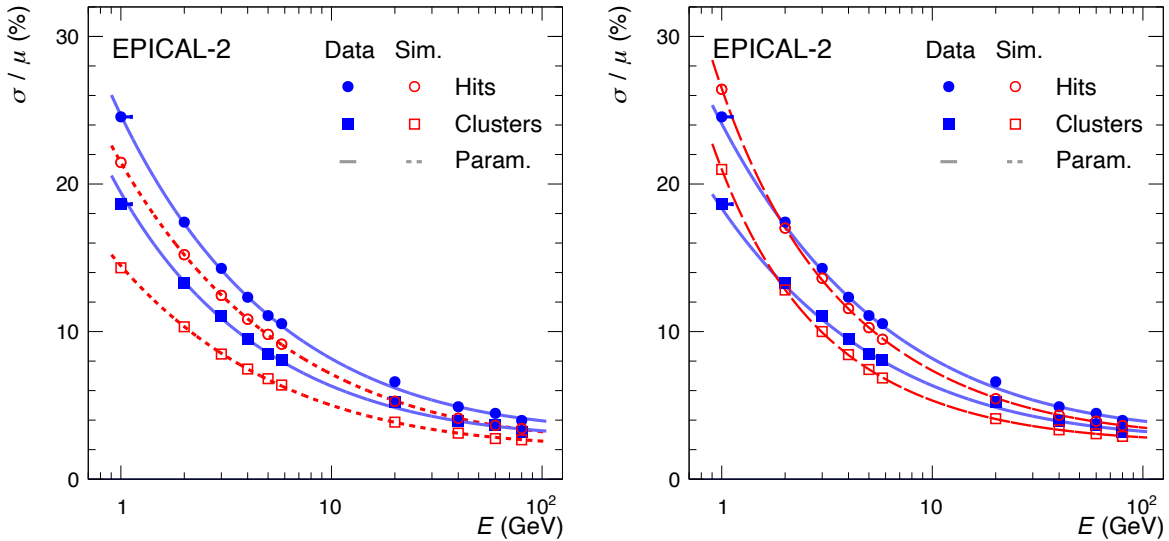 σ / μ (%)
30
20
10
0
EPICAL-2
Data Sim.
Hits
Clusters
Param.
1 10 10²
E (GeV)
σ / μ (%)
30
20
10
0
EPICAL-2
Data Sim.
Hits
Clusters
Param.
1 10 10²
E (GeV)